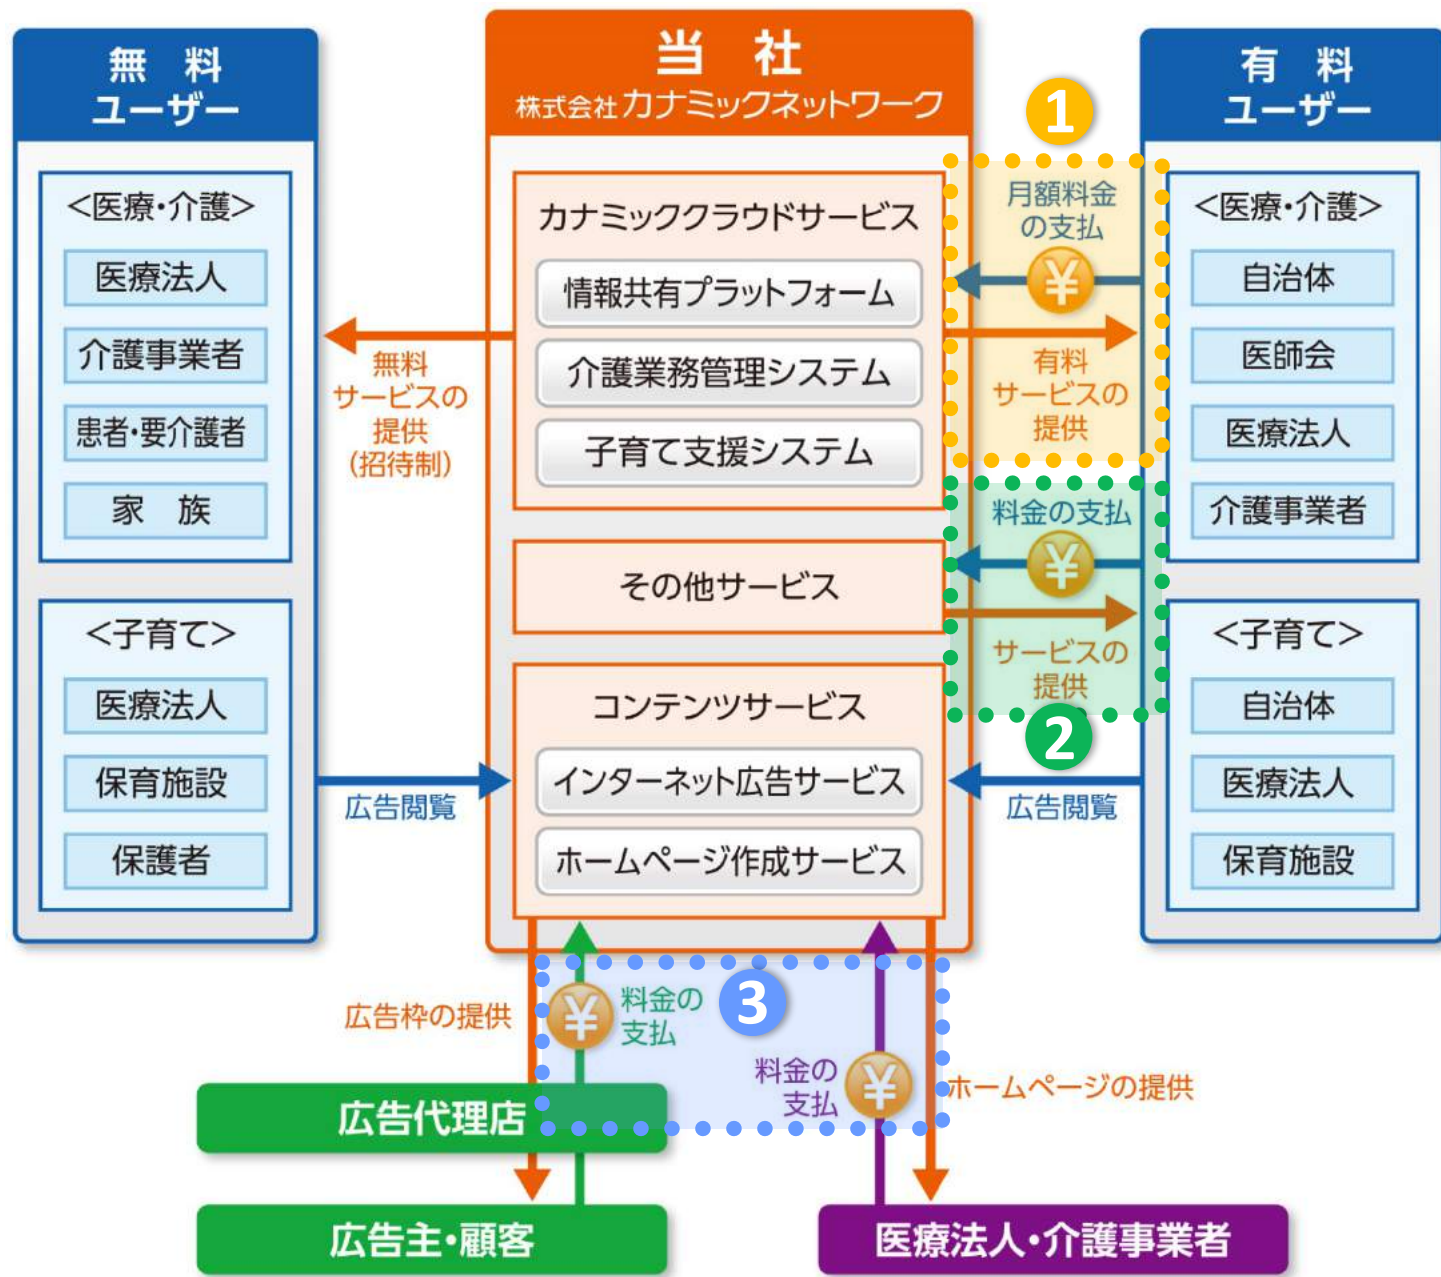 無 料
ユーザー
<医療・介護>
医療法人
介護事業者
患者・要介護者
家 族
<子育て>
医療法人
保育施設
保護者
無料
サービスの
提供
(招待制)
広告閲覧
当 社
株式会社カナミックネットワーク
カナミッククラウドサービス
情報共有プラットフォーム
介護業務管理システム
子育て支援システム
その他サービス
コンテンツサービス
インターネット広告サービス
ホームページ作成サービス
1
月額料金
の支払
¥
有料
サービスの
提供
料金の支払
¥
サービスの
提供
2
広告閲覧
有 料
ユーザー
<医療・介護>
自治体
医師会
医療法人
介護事業者
<子育て>
自治体
医療法人
保育施設
広告枠の提供
¥
料金の
支払
3
料金の
支払
¥
ホームページの提供
広告代理店
広告主・顧客
医療法人・介護事業者